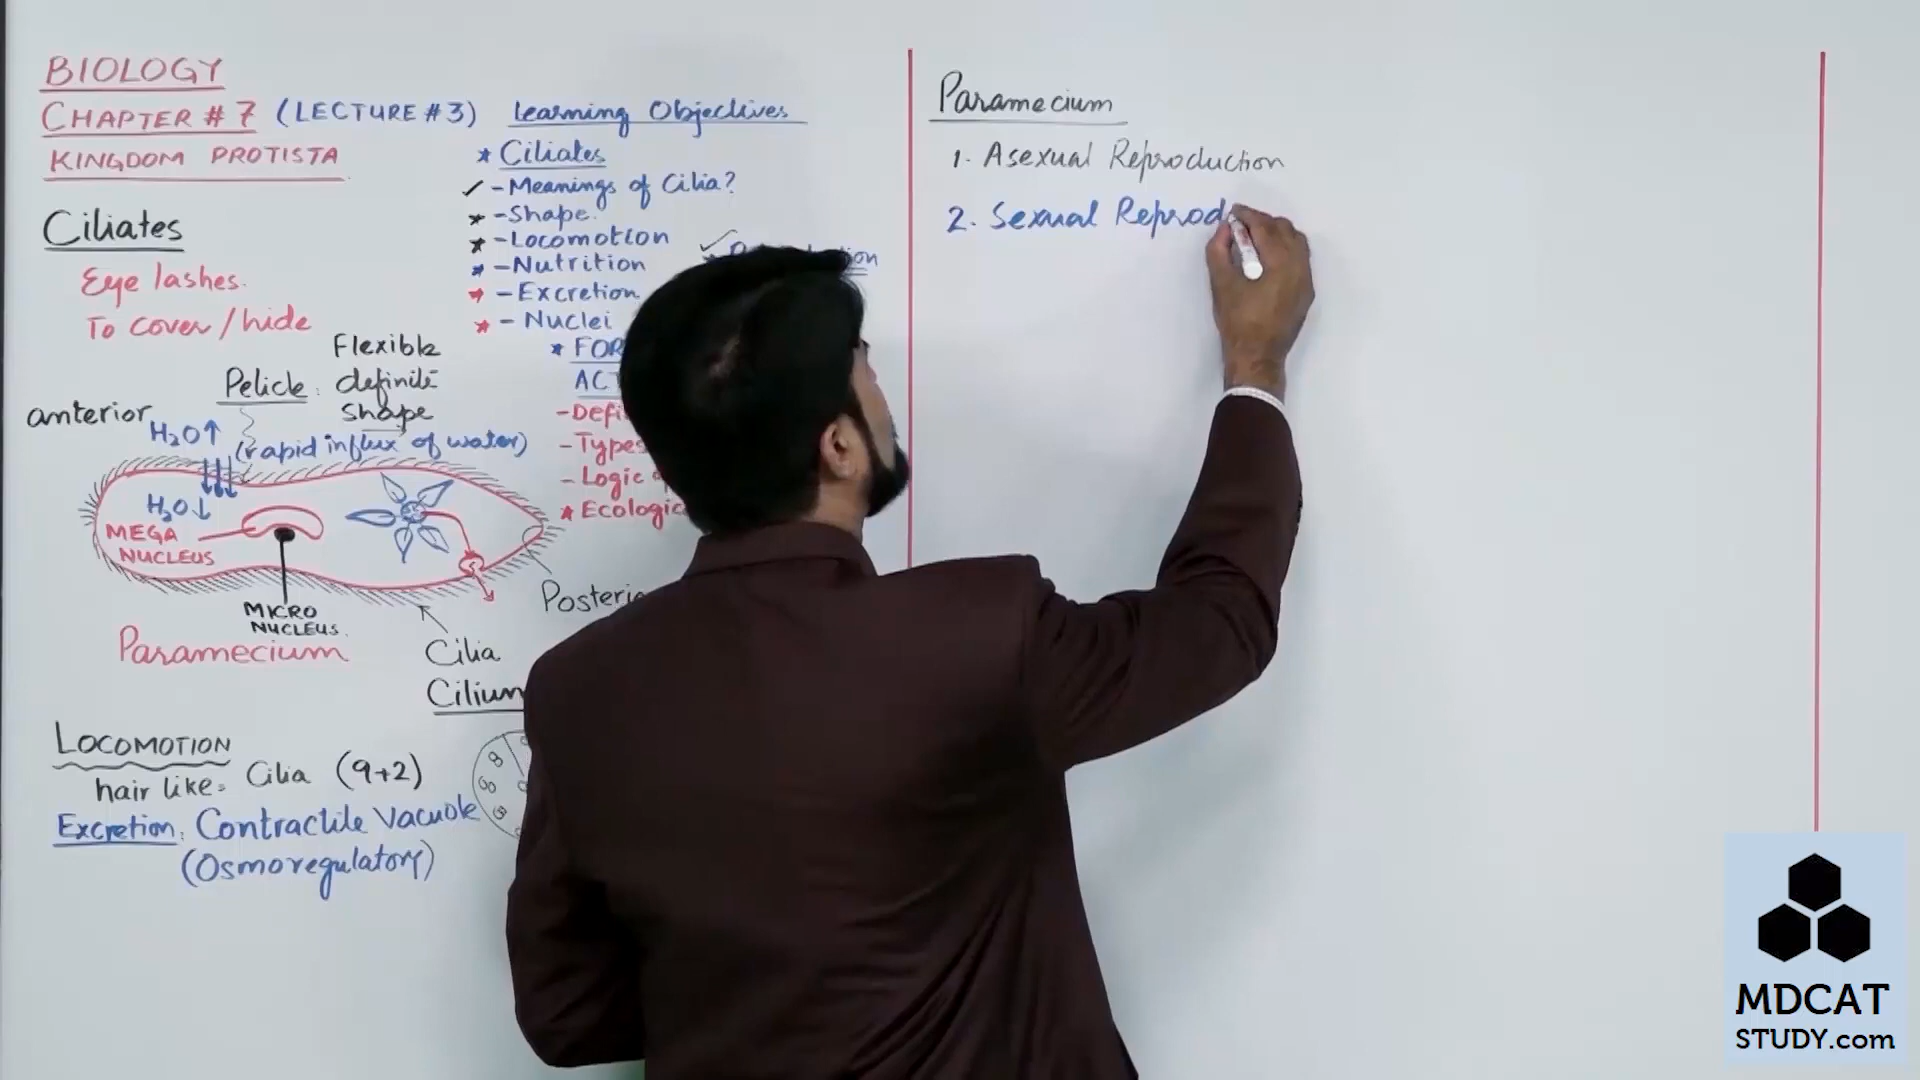 BIOLOGY
CHAPTER # 7 (LECTURE # 3)
KINGDOM PROTISTA
Learning Objectives
* Ciliates
✓ - Meanings of Cilia?
* - Shape.
* - Locomotion
* - Nutrition
* - Excretion
* - Nuclei
* FOR
ACT
- Defi
- Types
- Logic
* Ecologic
Ciliates
Eye lashes.
To cover / hide
Pelicle : Flexible
definite
shape
anterior
H2O↑
(rapid influx of water)
H2O↓
MEGA
NUCLEUS
MICRO
NUCLEUS.
Posteri
Paramecium
Cilia
Cilium
LOCOMOTION
hair like = Cilia (9+2)
Excretion: Contractile Vacuole
(Osmoregulatory)
Paramecium
1. Asexual Reproduction
2. Sexual Reprod
MDCAT
STUDY.com